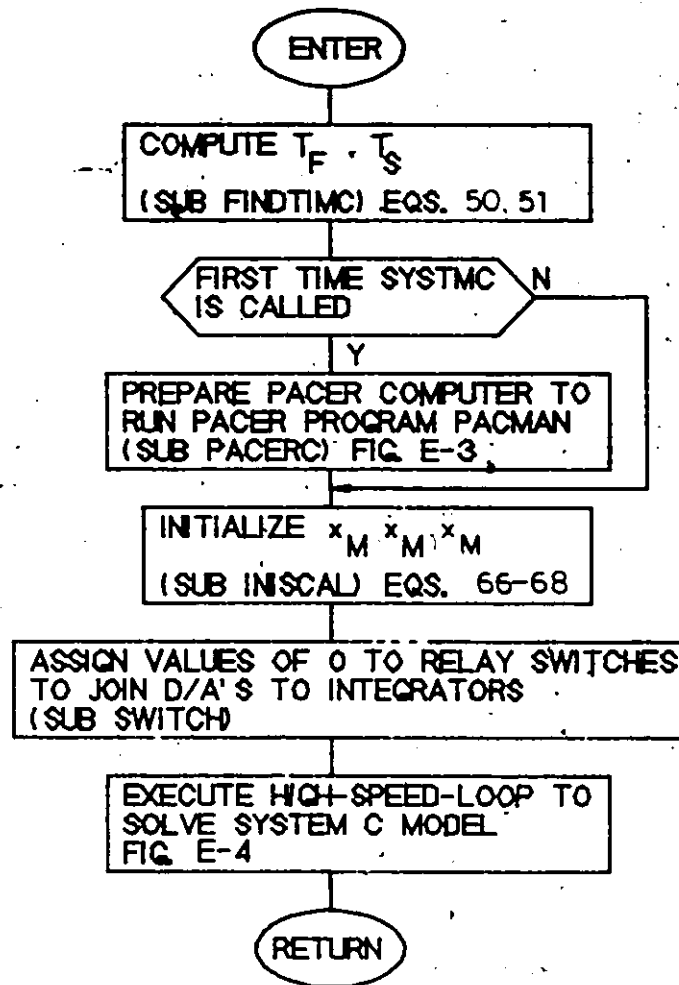 ENTER
COMPUTE T_F , T_S
(SUB FINDTIMC) EQS. 50, 51
FIRST TIME SYSTMC
IS CALLED
N
Y
PREPARE PACER COMPUTER TO
RUN PACER PROGRAM PACMAN
(SUB PACERC) FIG. E-3
INITIALIZE x_M x_M x_M
(SUB INISCAL) EQS. 66-68
ASSIGN VALUES OF 0 TO RELAY SWITCHES
TO JOIN D/A'S TO INTEGRATORS
(SUB SWITCH)
EXECUTE HIGH-SPEED-LOOP TO
SOLVE SYSTEM C MODEL
FIG. E-4
RETURN